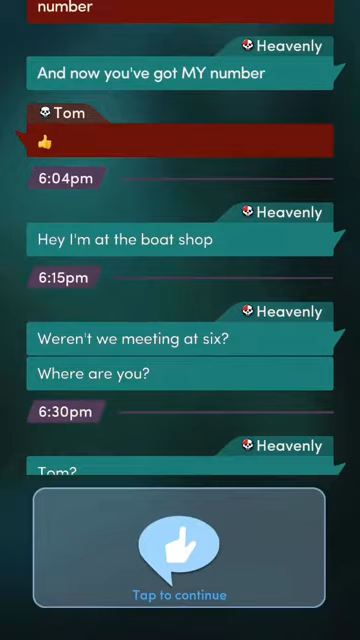 number
Heavenly
And now you've got MY number
Tom
6:04pm
Heavenly
Hey I'm at the boat shop
6:15pm
Heavenly
Weren't we meeting at six?
Where are you?
6:30pm
Heavenly
Tom?
Tap to continue